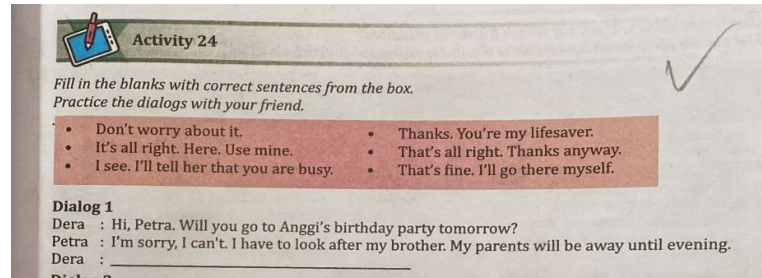 Activity 24
Fill in the blanks with correct sentences from the box.
Practice the dialogs with your friend.
• Don't worry about it.
• It's all right. Here. Use mine.
• I see. I'll tell her that you are busy.
• Thanks. You're my lifesaver.
• That's all right. Thanks anyway.
• That's fine. I'll go there myself.
Dialog 1
Dera : Hi, Petra. Will you go to Anggi's birthday party tomorrow?
Petra : I'm sorry, I can't. I have to look after my brother. My parents will be away until evening.
Dera :